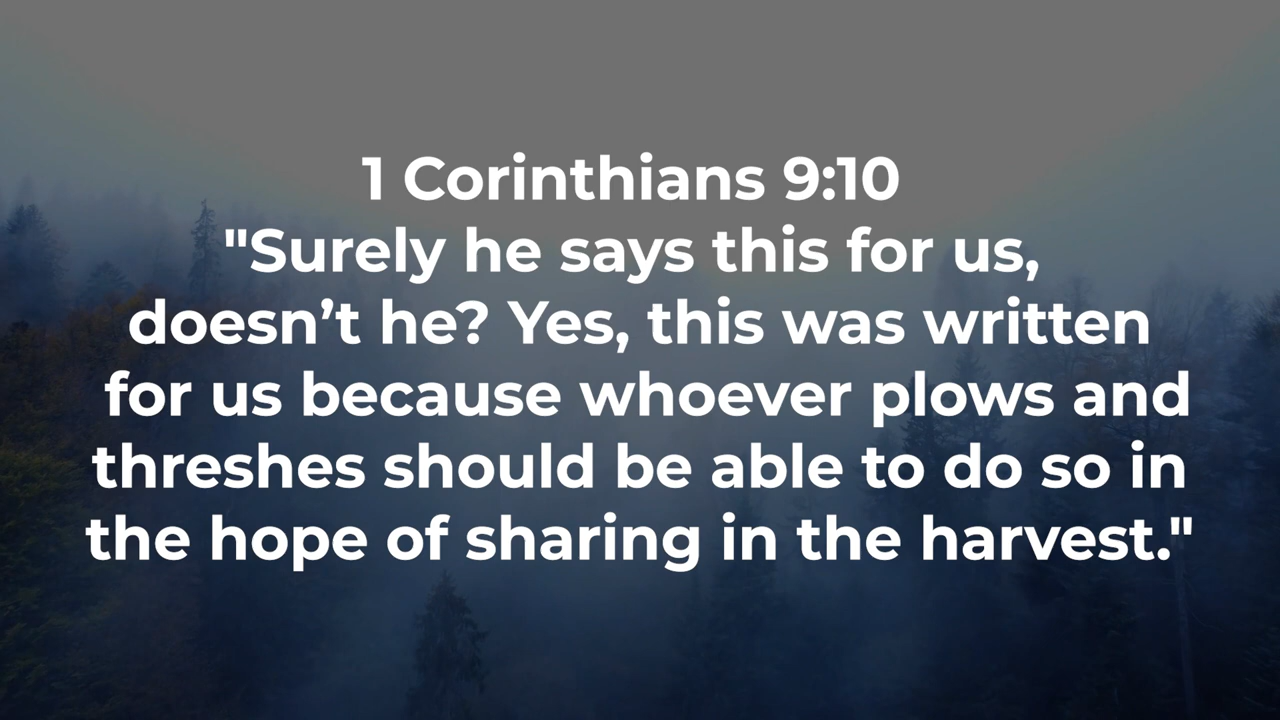 1 Corinthians 9:10
"Surely he says this for us,
doesn’t he? Yes, this was written
for us because whoever plows and
threshes should be able to do so in
the hope of sharing in the harvest."